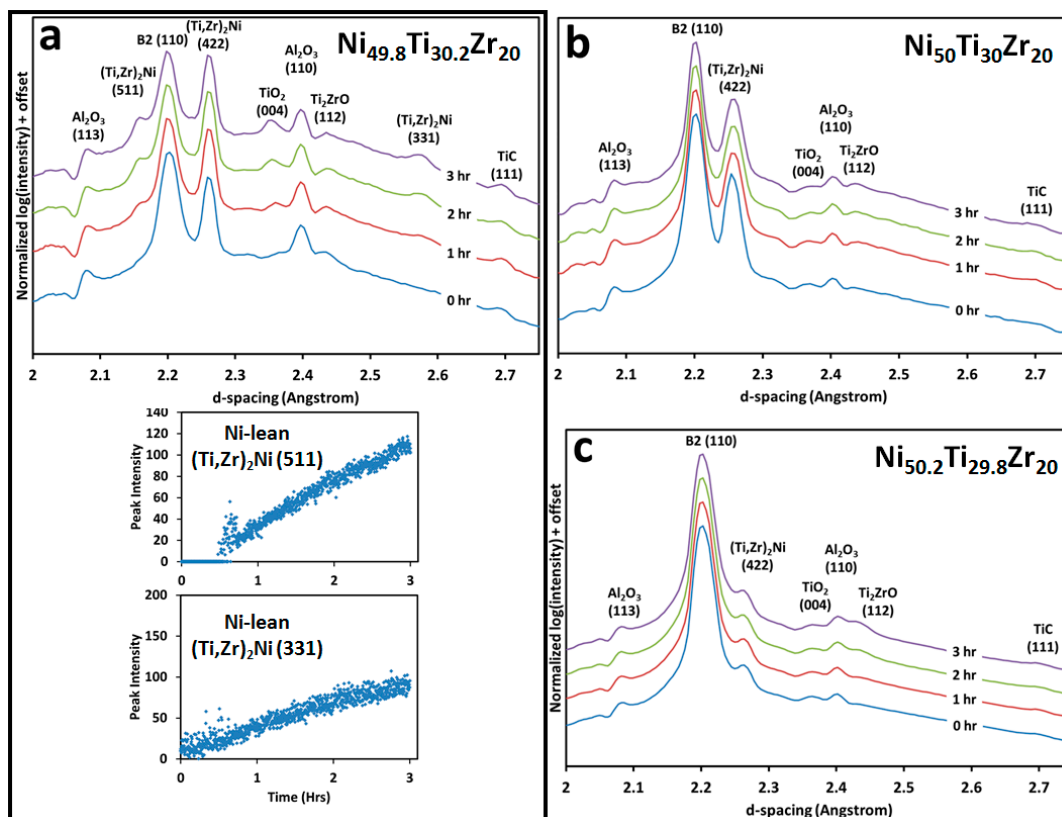 a
Ni49.8Ti30.2Zr20
Normalized log(intensity) + offset
Al2O3
(113)
(Ti,Zr)2Ni
(511)
B2 (110)
(Ti,Zr)2Ni
(422)
TiO2
(004)
Al2O3
(110)
Ti2ZrO
(112)
(Ti,Zr)2Ni
(331)
TiC
(111)
3 hr
2 hr
1 hr
0 hr
2 2.1 2.2 2.3 2.4 2.5 2.6 2.7
d-spacing (Angstrom)
Peak Intensity
140
120
100
80
60
40
20
0
Ni-lean
(Ti,Zr)2Ni (511)
0 1 2 3
Peak Intensity
200
150
100
50
0
Ni-lean
(Ti,Zr)2Ni (331)
0 1 2 3
Time (Hrs)
b
Ni50Ti30Zr20
Normalized log(intensity) + offset
Al2O3
(113)
B2 (110)
(Ti,Zr)2Ni
(422)
TiO2
(004)
Al2O3
(110)
Ti2ZrO
(112)
TiC
(111)
3 hr
2 hr
1 hr
0 hr
2 2.1 2.2 2.3 2.4 2.5 2.6 2.7
d-spacing (Angstrom)
c
Ni50.2Ti29.8Zr20
Normalized log(intensity) + offset
Al2O3
(113)
B2 (110)
(Ti,Zr)2Ni
(422)
TiO2
(004)
Al2O3
(110)
Ti2ZrO
(112)
TiC
(111)
3 hr
2 hr
1 hr
0 hr
2 2.1 2.2 2.3 2.4 2.5 2.6 2.7
d-spacing (Angstrom)